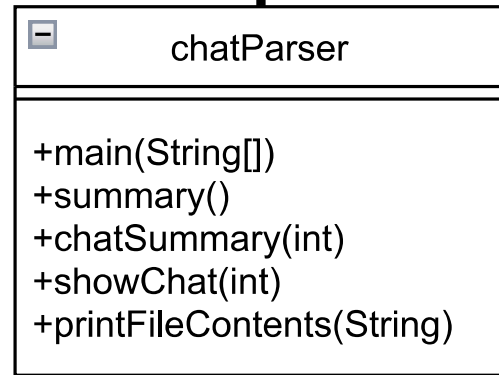 chatParser
+main(String[])
+summary()
+chatSummary(int)
+showChat(int)
+printFileContents(String)